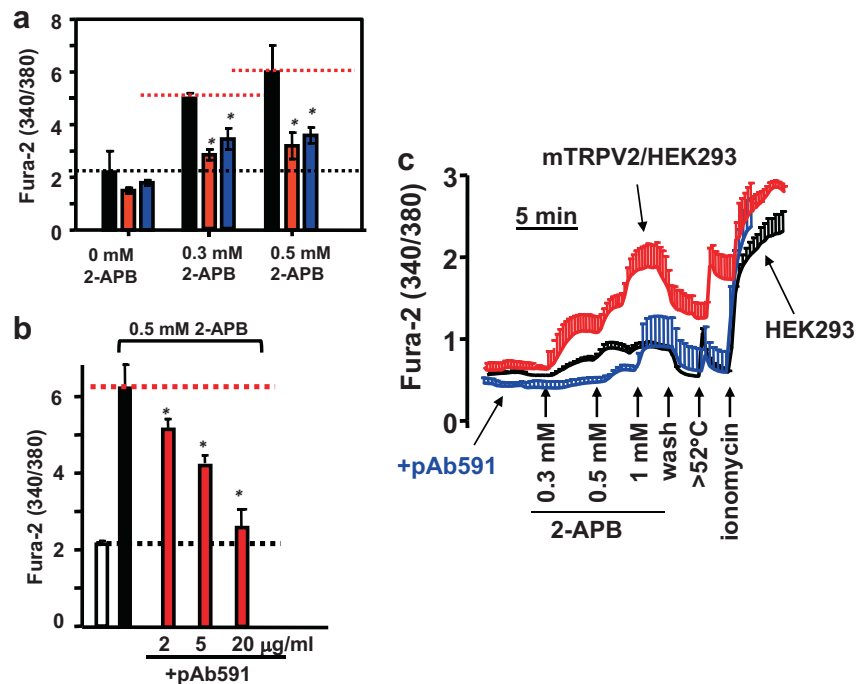 a
8
6
4
2
0
Fura-2 (340/380)
*
*
*
*
0 mM
2-APB
0.3 mM
2-APB
0.5 mM
2-APB
b
0.5 mM 2-APB
6
4
2
0
Fura-2 (340/380)
*
*
*
2 5 20 μg/ml
+pAb591
c
mTRPV2/HEK293
5 min
3
2
1
0
Fura-2 (340/380)
HEK293
+pAb591
0.3 mM
0.5 mM
1 mM
wash
>52°C
ionomycin
2-APB